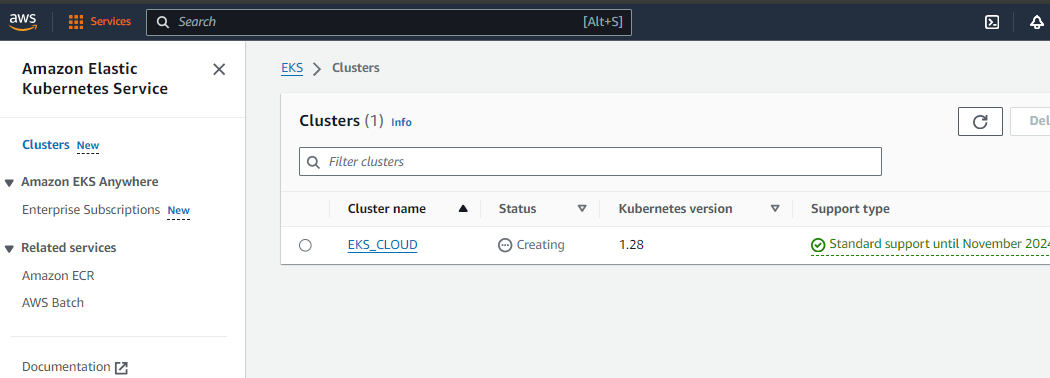 aws
Services
Search
[Alt+S]
Amazon Elastic
Kubernetes Service
Clusters New
Amazon EKS Anywhere
Enterprise Subscriptions New
Related services
Amazon ECR
AWS Batch
Documentation
EKS > Clusters
Clusters (1) Info
Del
Filter clusters
Cluster name Status Kubernetes version Support type
EKS_CLOUD Creating 1.28 Standard support until November 2024